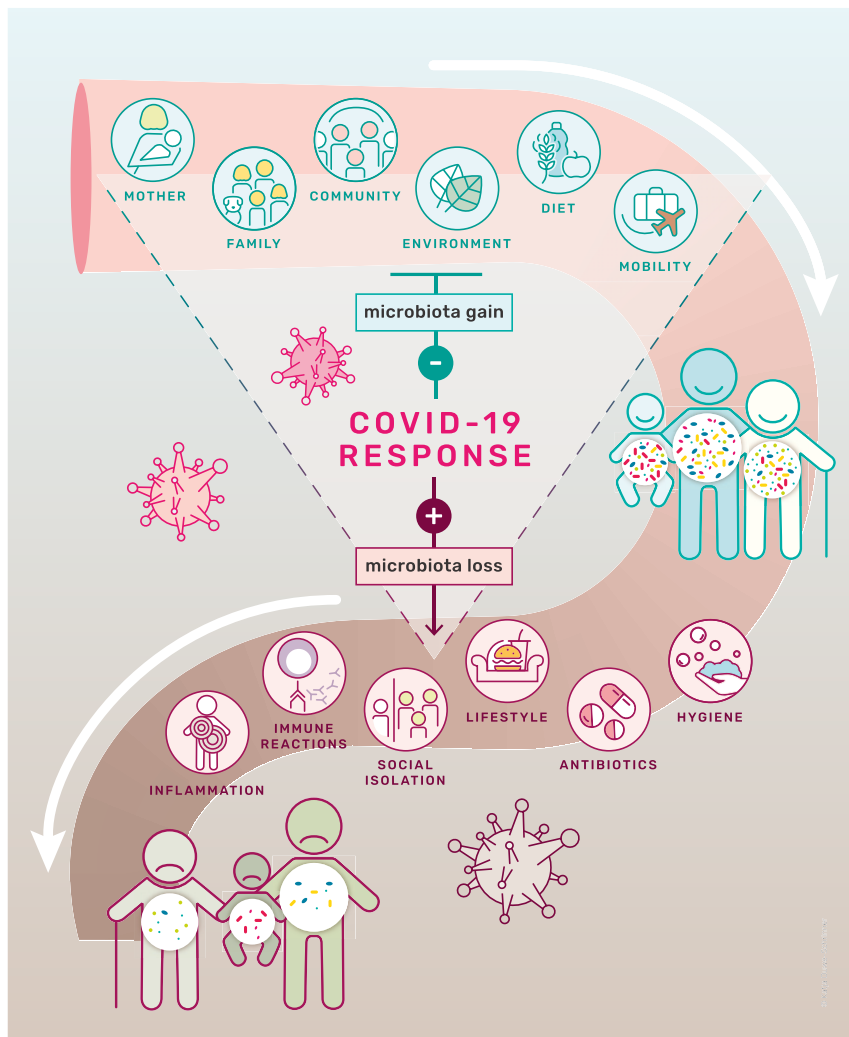 MOTHER
FAMILY
COMMUNITY
ENVIRONMENT
DIET
MOBILITY
microbiota gain
-
COVID-19
RESPONSE
+
microbiota loss
INFLAMMATION
IMMUNE
REACTIONS
SOCIAL
ISOLATION
LIFESTYLE
ANTIBIOTICS
HYGIENE